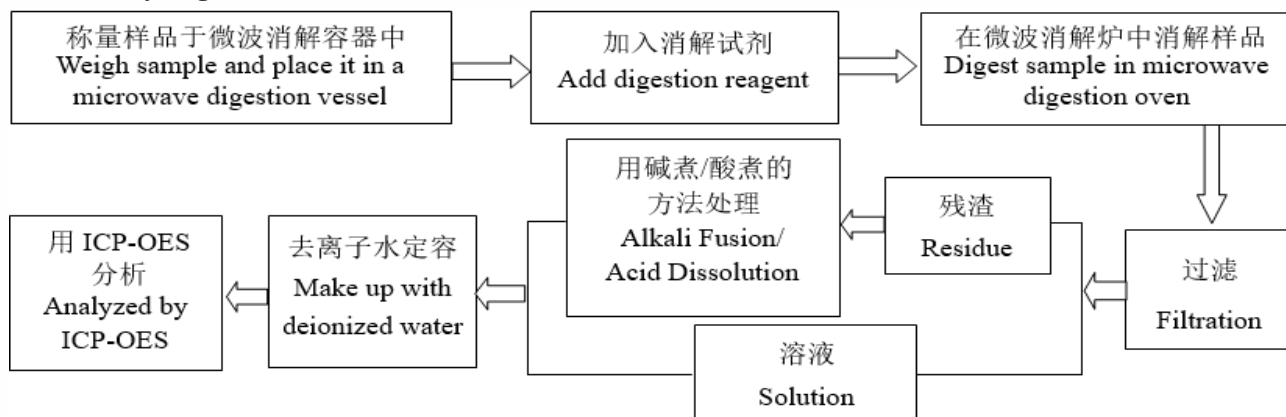 称量样品于微波消解容器中
Weigh sample and place it in a
microwave digestion vessel
加入消解试剂
Add digestion reagent
在微波消解炉中消解样品
Digest sample in microwave
digestion oven
过滤
Filtration
残渣
Residue
用碱煮/酸煮的
方法处理
Alkali Fusion/
Acid Dissolution
溶液
Solution
去离子水定容
Make up with
deionized water
用 ICP-OES
分析
Analyzed by
ICP-OES